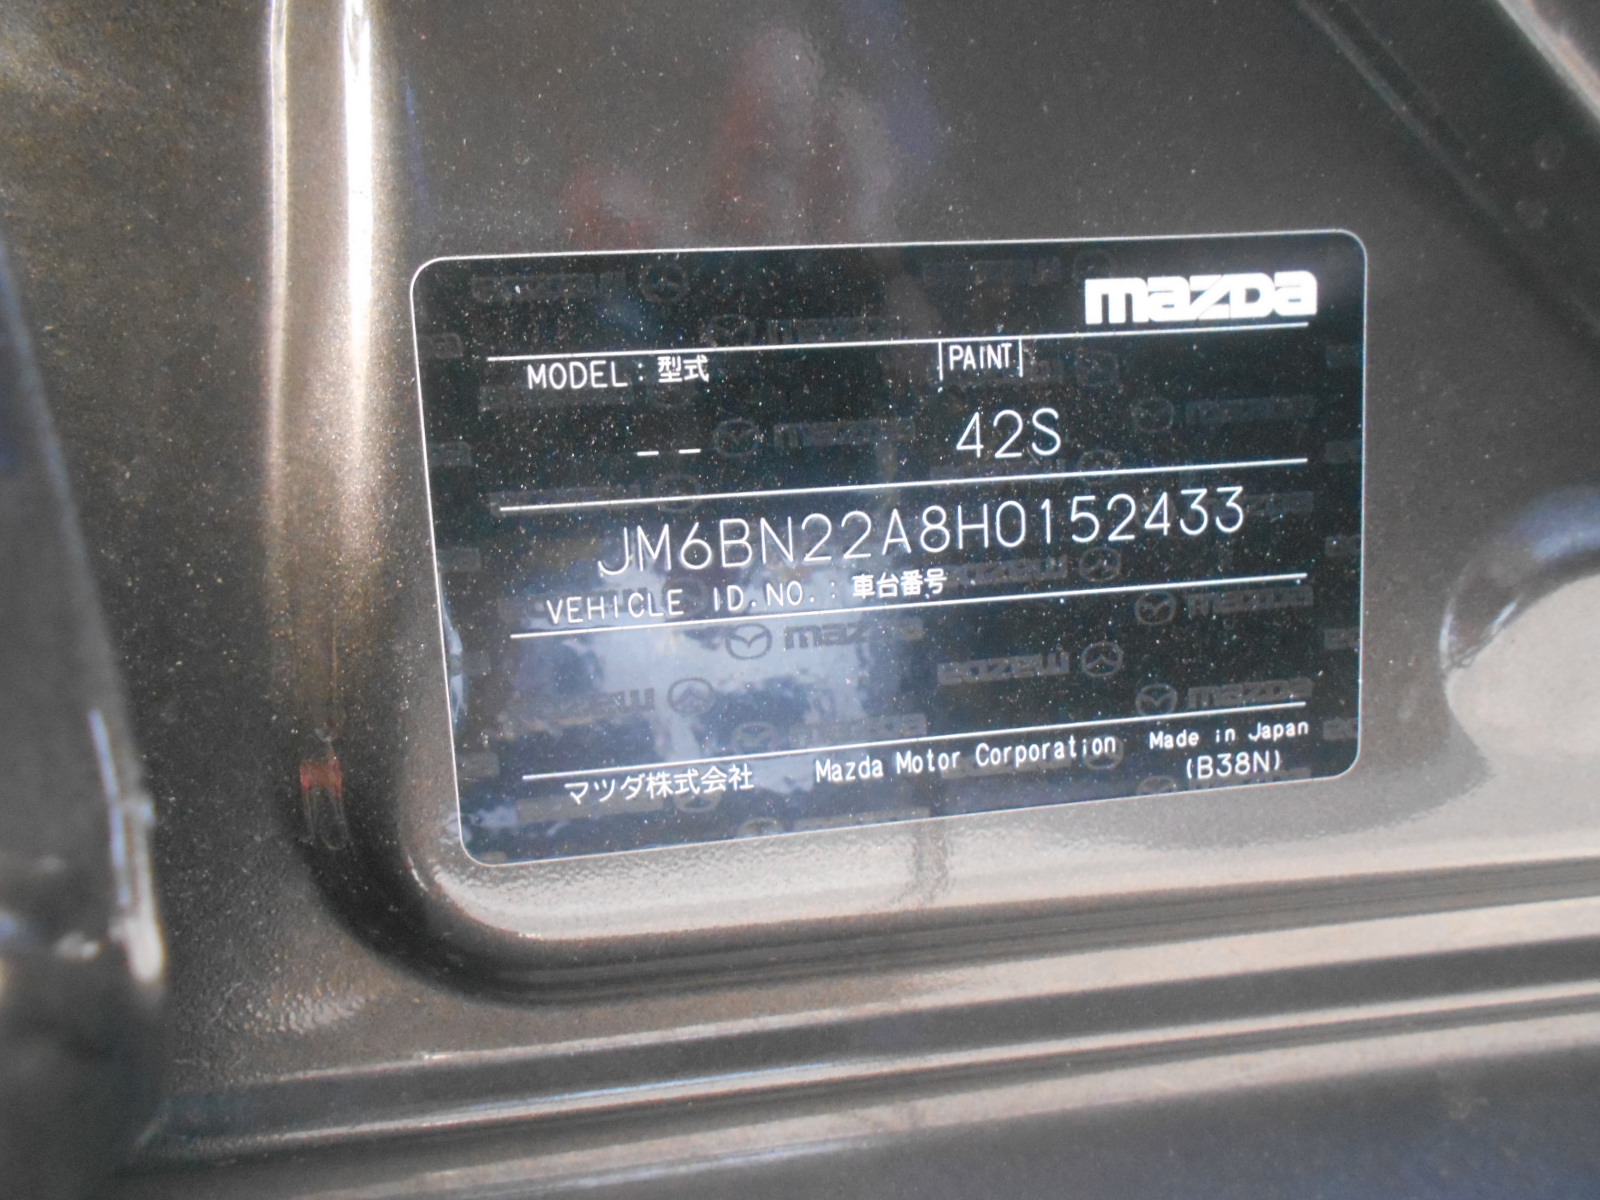 mazda
MODEL : 型式 PAINT
-- 42S
JM6BN22A8H0152433
VEHICLE ID.NO. : 車台番号
マツダ株式会社 Mazda Motor Corporation Made in Japan
(B38N)